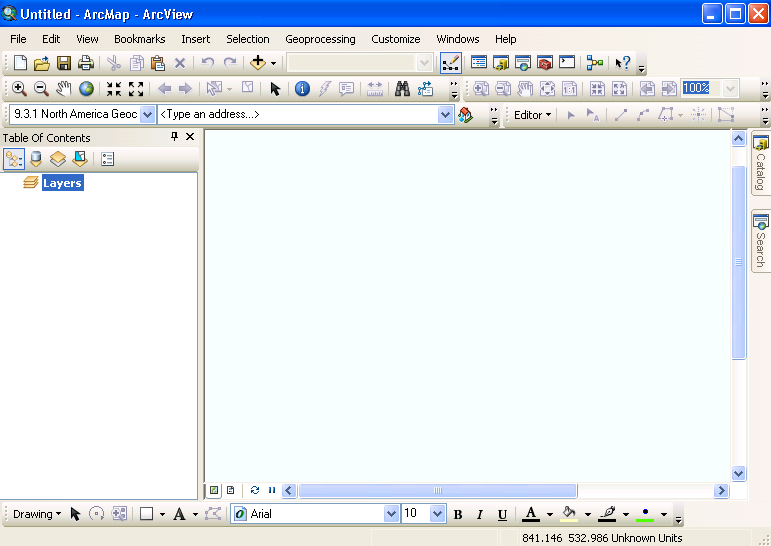 Untitled - ArcMap - ArcView
File Edit View Bookmarks Insert Selection Geoprocessing Customize Windows Help
1:1 100%
9.3.1 North America Geoc <Type an address...> Editor
Table Of Contents
Layers
Catalog
Search
Drawing A Arial 10 B I U A
841.146 532.986 Unknown Units